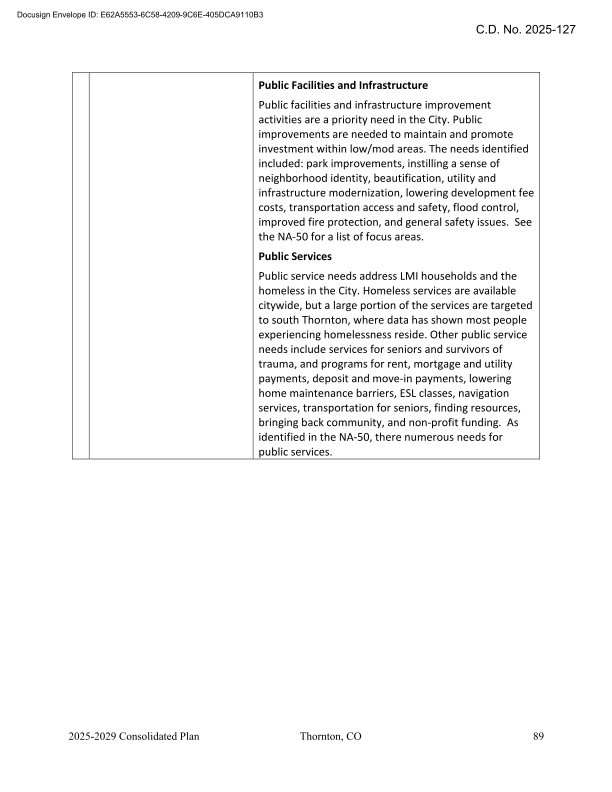 Docusign Envelope ID: E62A5553-6C58-4209-9C6E-405DCA9110B3
C.D. No. 2025-127
Public Facilities and Infrastructure
Public facilities and infrastructure improvement
activities are a priority need in the City. Public
improvements are needed to maintain and promote
investment within low/mod areas. The needs identified
included: park improvements, instilling a sense of
neighborhood identity, beautification, utility and
infrastructure modernization, lowering development fee
costs, transportation access and safety, flood control,
improved fire protection, and general safety issues.  See
the NA-50 for a list of focus areas.
Public Services
Public service needs address LMI households and the
homeless in the City. Homeless services are available
citywide, but a large portion of the services are targeted
to south Thornton, where data has shown most people
experiencing homelessness reside. Other public service
needs include services for seniors and survivors of
trauma, and programs for rent, mortgage and utility
payments, deposit and move-in payments, lowering
home maintenance barriers, ESL classes, navigation
services, transportation for seniors, finding resources,
bringing back community, and non-profit funding.  As
identified in the NA-50, there numerous needs for
public services.
2025-2029 Consolidated Plan Thornton, CO 89